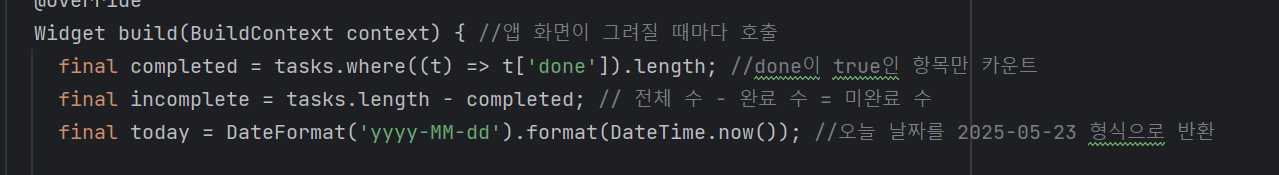 @override
Widget build(BuildContext context) { //앱 화면이 그려질 때마다 호출
final completed = tasks.where((t) => t['done']).length; //done이 true인 항목만 카운트
final incomplete = tasks.length - completed; // 전체 수 - 완료 수 = 미완료 수
final today = DateFormat('yyyy-MM-dd').format(DateTime.now()); //오늘 날짜를 2025-05-23 형식으로 반환